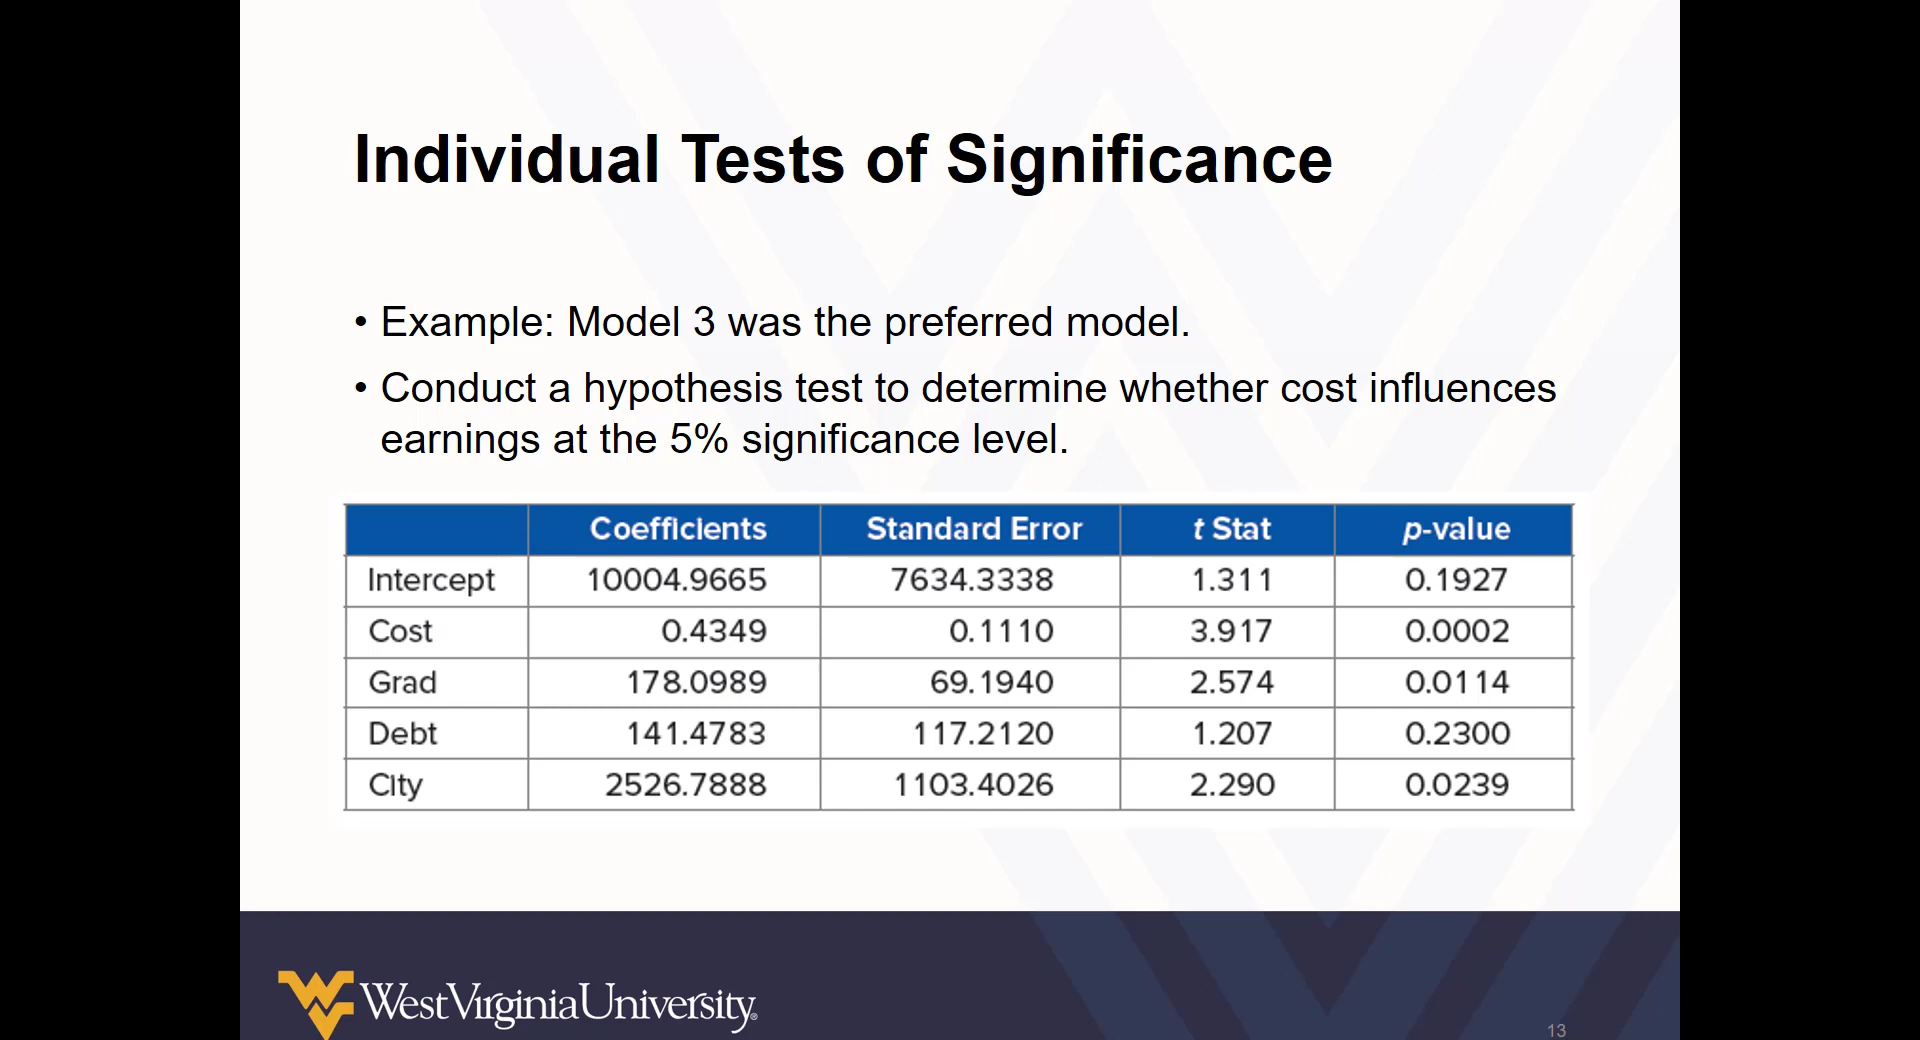 Individual Tests of Significance
• Example: Model 3 was the preferred model.
• Conduct a hypothesis test to determine whether cost influences
earnings at the 5% significance level.
Coefficients Standard Error t Stat p-value
Intercept 10004.9665 7634.3338 1.311 0.1927
Cost 0.4349 0.1110 3.917 0.0002
Grad 178.0989 69.1940 2.574 0.0114
Debt 141.4783 117.2120 1.207 0.2300
City 2526.7888 1103.4026 2.290 0.0239
WestVirginiaUniversity®
13